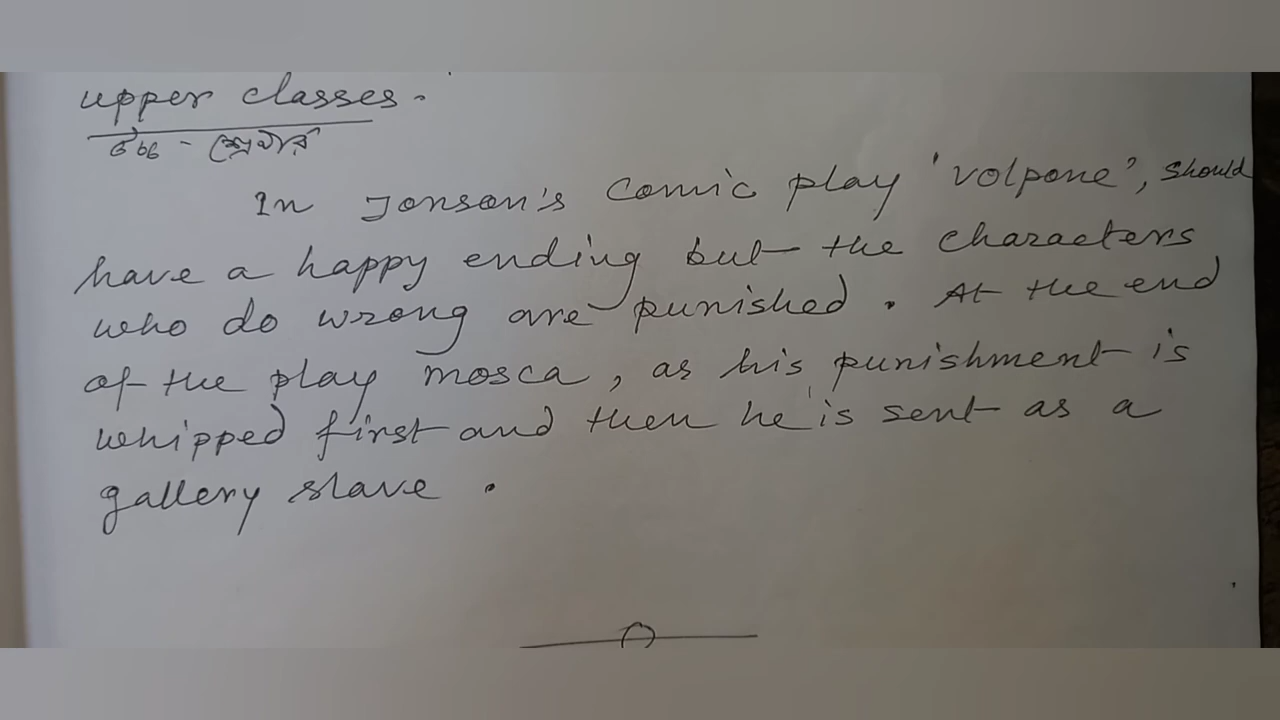 upper classes.
উচ্চ - শ্রেণীর
In Jonson's Comic play 'volpone', should
have a happy ending but the characters
who do wrong are punished. At the end
of the play mosca, as his punishment is
whipped first and then he is sent as a
gallery slave.